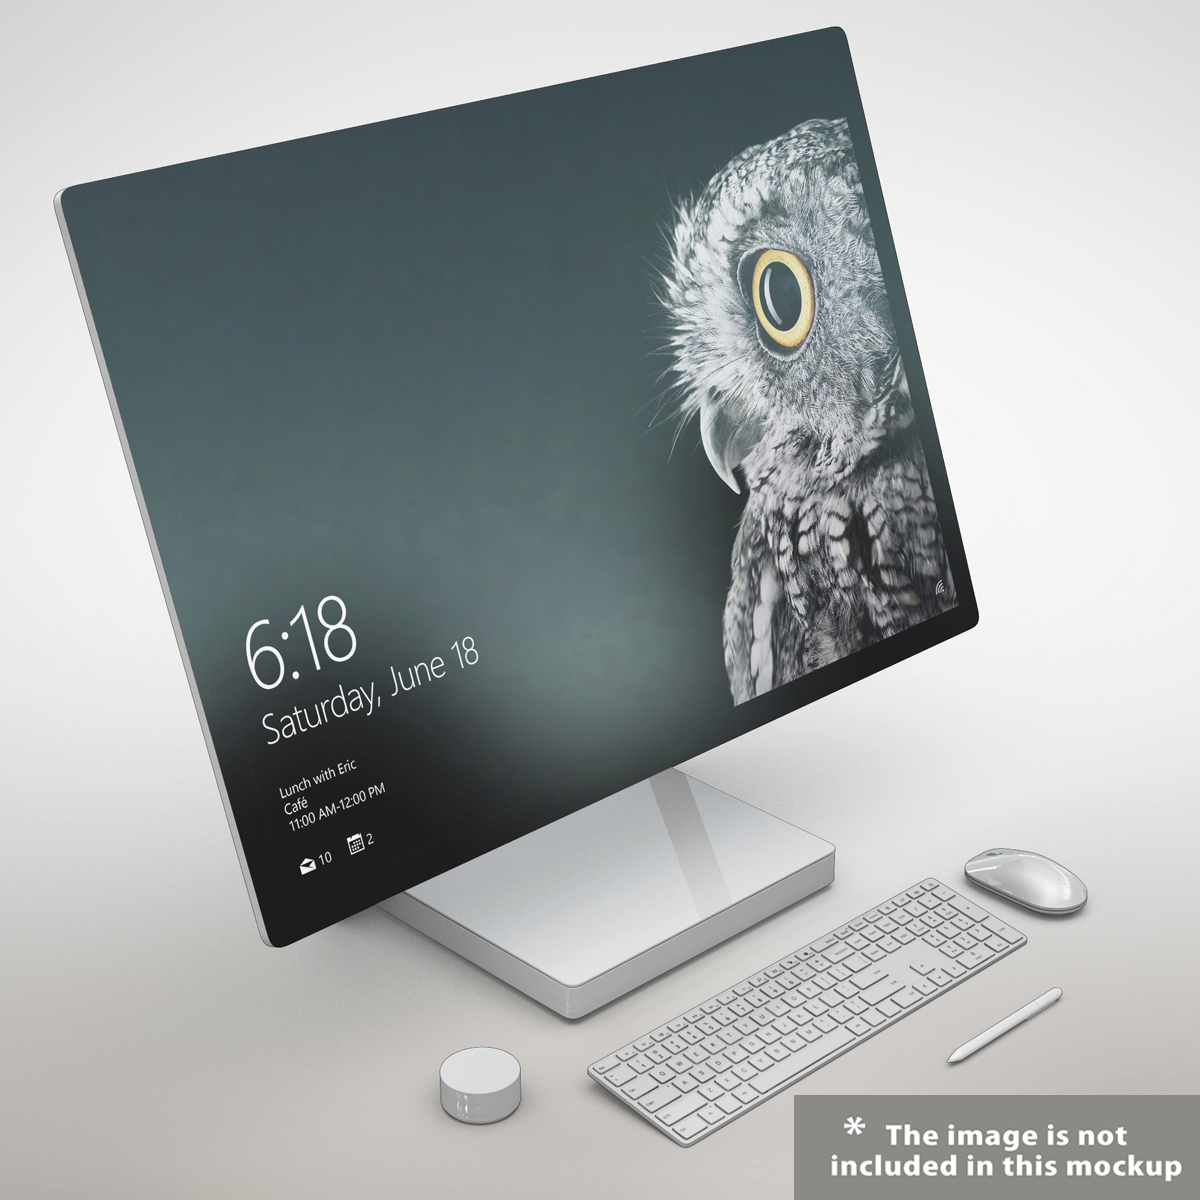 6:18
Saturday, June 18
Lunch with Eric
Café
11:00 AM-12:00 PM
10 2
* The image is not
included in this mockup